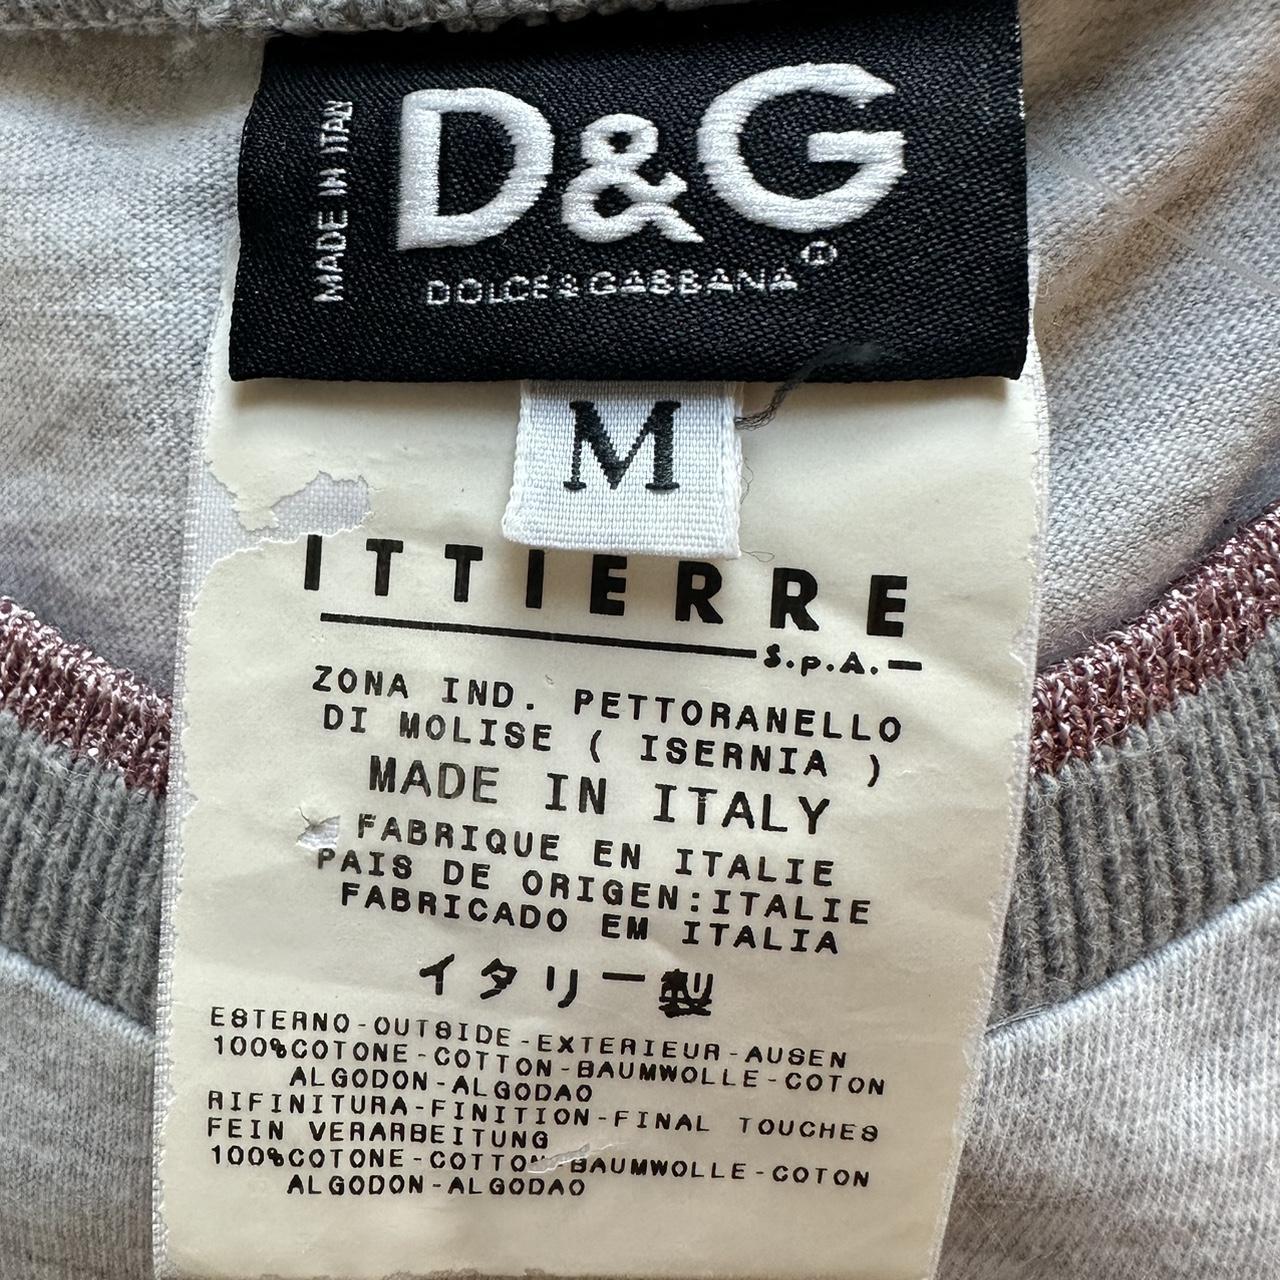 MADE IN ITALY
D&G
DOLCE & GABBANA®
M
ITTIERRE
S.p.A.
ZONA IND. PETTORANELLO
DI MOLISE ( ISERNIA )
MADE IN ITALY
FABRIQUE EN ITALIE
PAIS DE ORIGEN:ITALIE
FABRICADO EM ITALIA
イタリー製
ESTERNO-OUTSIDE-EXTERIEUR-AUSEN
100%COTONE-COTTON-BAUMWOLLE-COTON
ALGODON-ALGODAO
RIFINITURA-FINITION-FINAL TOUCHES
FEIN VERARBEITUNG
100%COTONE-COTTON-BAUMWOLLE-COTON
ALGODON-ALGODAO